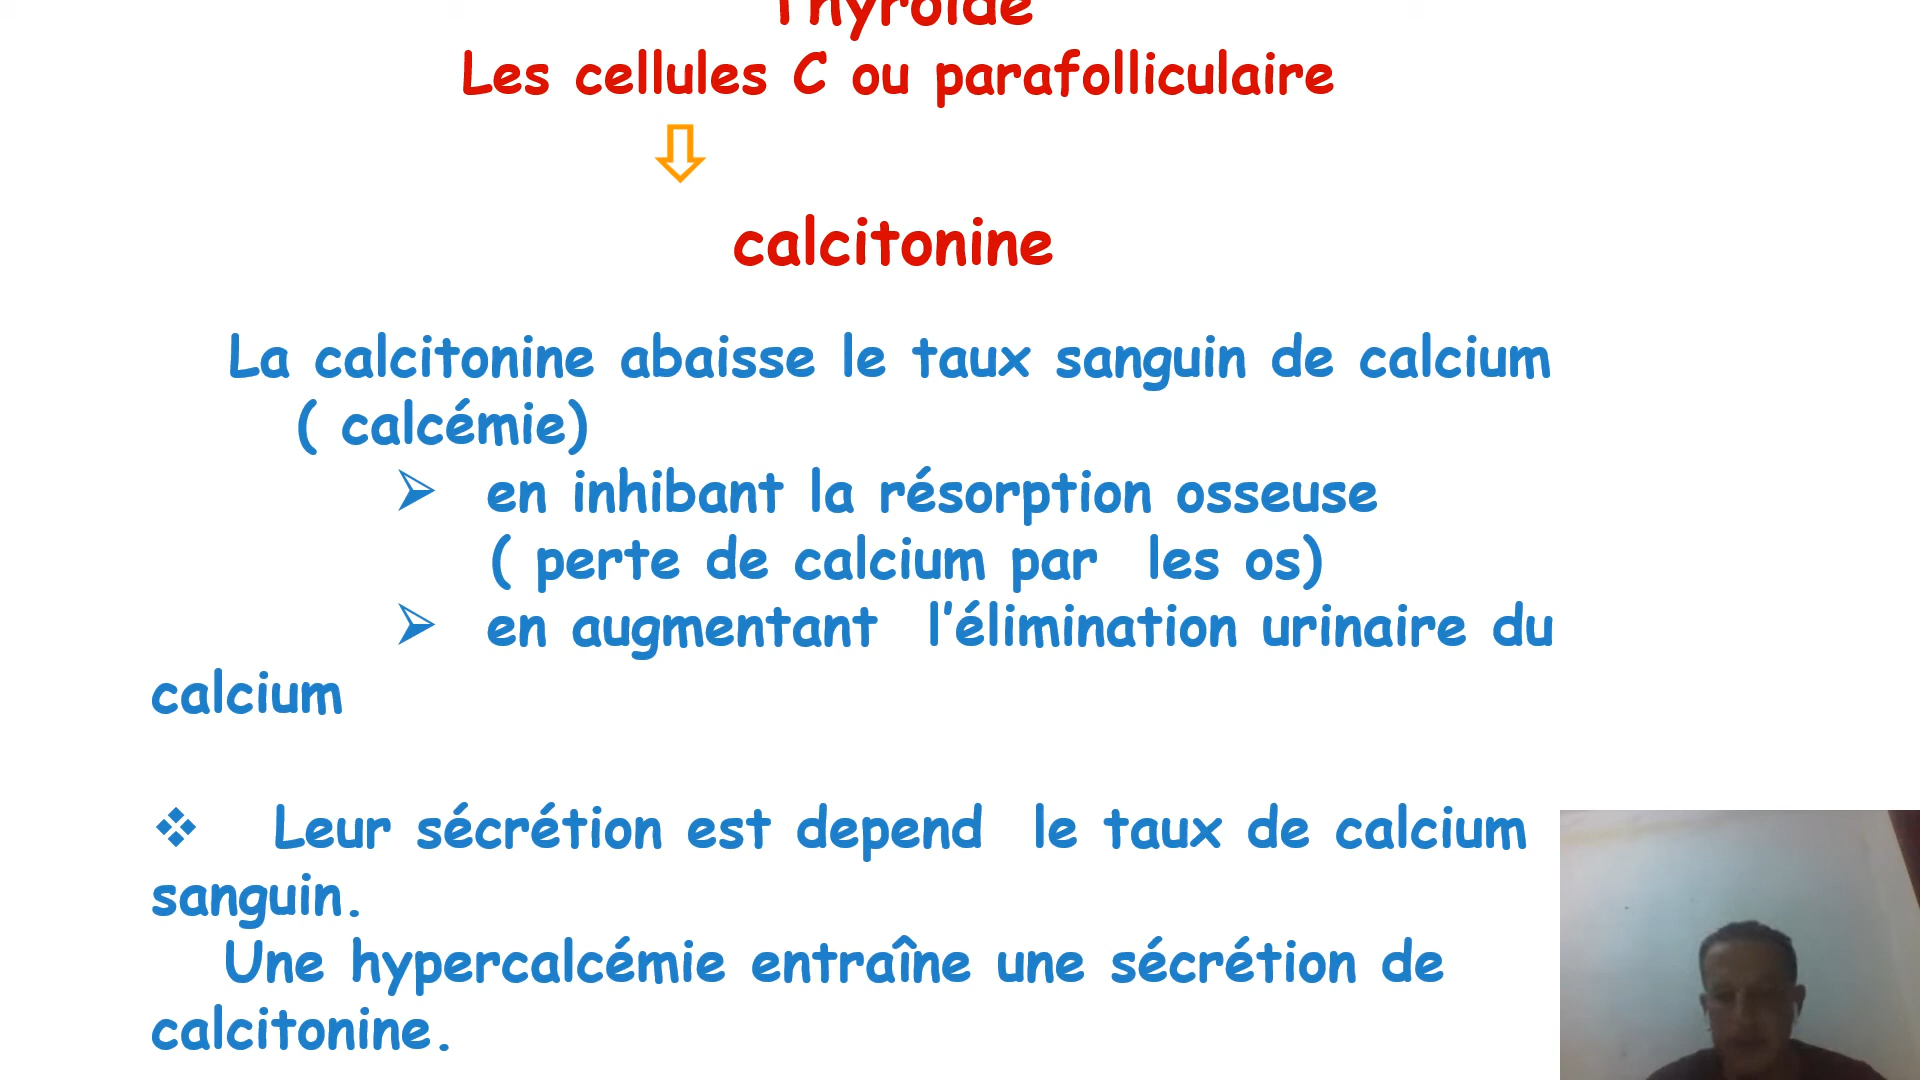 Thyroïde
Les cellules C ou parafolliculaire
calcitonine
La calcitonine abaisse le taux sanguin de calcium
( calcémie)
en inhibant la résorption osseuse
( perte de calcium par les os)
en augmentant l'élimination urinaire du
calcium
Leur sécrétion est depend le taux de calcium
sanguin.
Une hypercalcémie entraîne une sécrétion de
calcitonine.